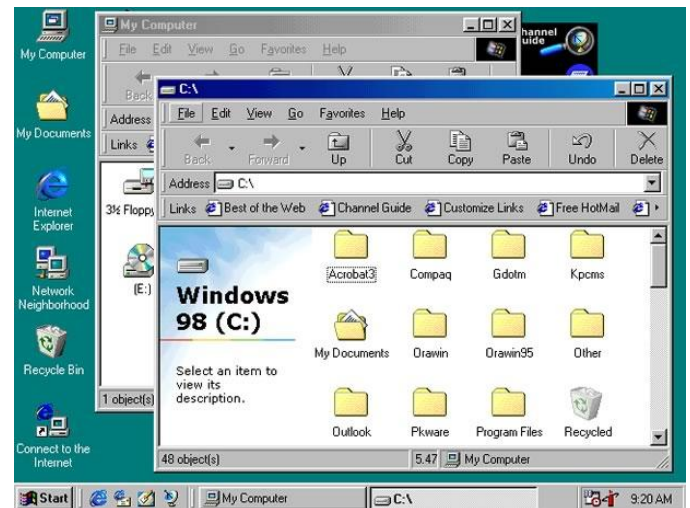 My Computer
My Documents
Internet
Explorer
Network
Neighborhood
Recycle Bin
Connect to the
Internet
My Computer
File Edit View Go Favorites Help
Back
Address
Links
3½ Floppy
(E:)
1 object(s)
C:\
File Edit View Go Favorites Help
Back Forward Up Cut Copy Paste Undo Delete
Address C:\
Links Best of the Web Channel Guide Customize Links Free HotMail
Windows
98 (C:)
Select an item to
view its
description.
Acrobat3 Compaq Gdotm Kpcms
My Documents Orawin Orawin95 Other
Outlook Pkware Program Files Recycled
48 object(s) 5.47 My Computer
Start My Computer C:\ 9:20 AM